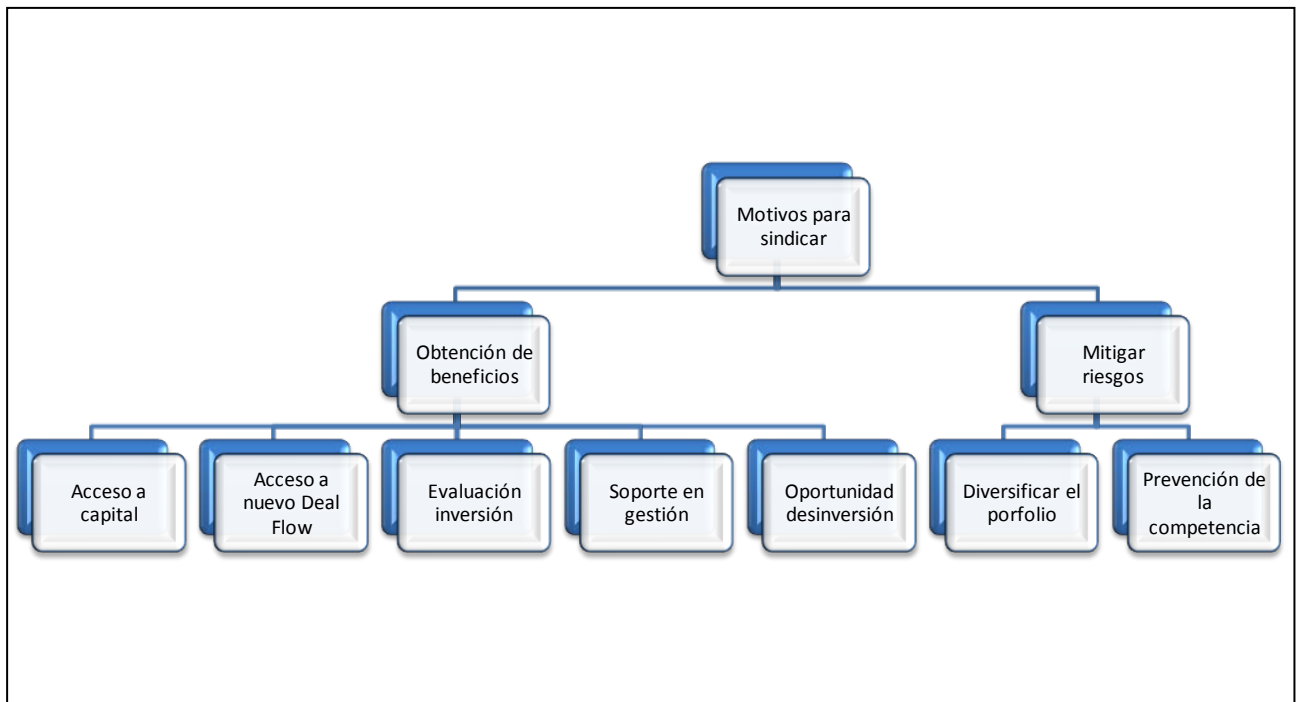 Motivos para
sindicar
Obtención de
beneficios
Mitigar
riesgos
Acceso a
capital
Acceso a
nuevo Deal
Flow
Evaluación
inversión
Soporte en
gestión
Oportunidad
desinversión
Diversificar el
porfolio
Prevención de
la
competencia